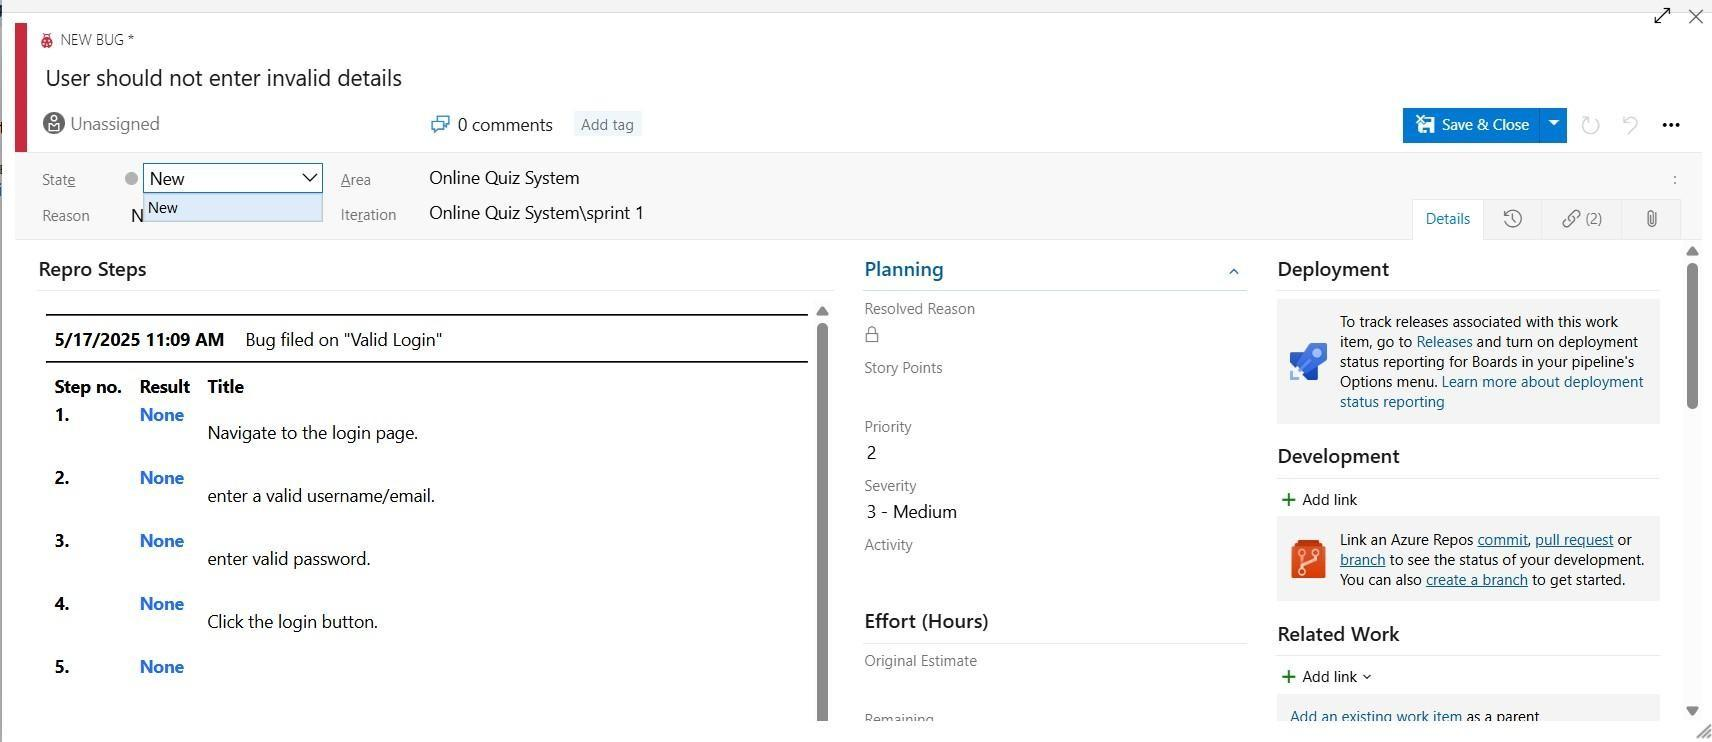 NEW BUG *
User should not enter invalid details
Unassigned
0 comments
Add tag
Save & Close
State
New
Area
Online Quiz System
New
Reason
N
Iteration
Online Quiz System\sprint 1
Details
(2)
Repro Steps
5/17/2025 11:09 AM Bug filed on "Valid Login"
Step no. Result Title
1. None
Navigate to the login page.
2. None
enter a valid username/email.
3. None
enter valid password.
4. None
Click the login button.
5. None
Planning
Resolved Reason
Story Points
Priority
2
Severity
3 - Medium
Activity
Effort (Hours)
Original Estimate
Remaining
Deployment
To track releases associated with this work
item, go to Releases and turn on deployment
status reporting for Boards in your pipeline's
Options menu. Learn more about deployment
status reporting
Development
+ Add link
Link an Azure Repos commit, pull request or
branch to see the status of your development.
You can also create a branch to get started.
Related Work
+ Add link
Add an existing work item as a parent